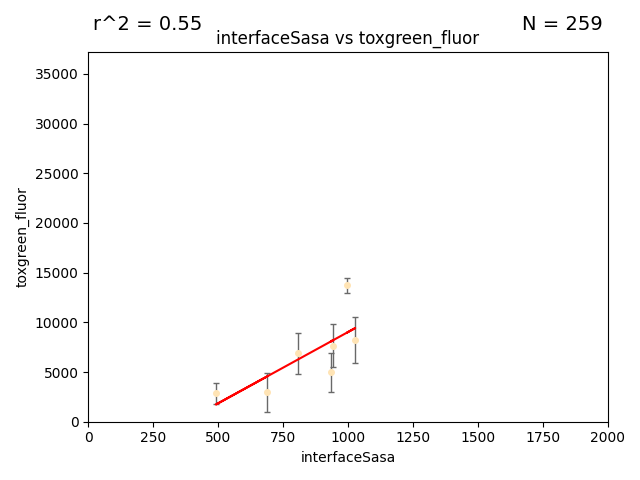 r^2 = 0.55
N = 259
interfaceSasa vs toxgreen_fluor
35000
30000
25000
20000
15000
10000
5000
0
toxgreen_fluor
0 250 500 750 1000 1250 1500 1750 2000
interfaceSasa